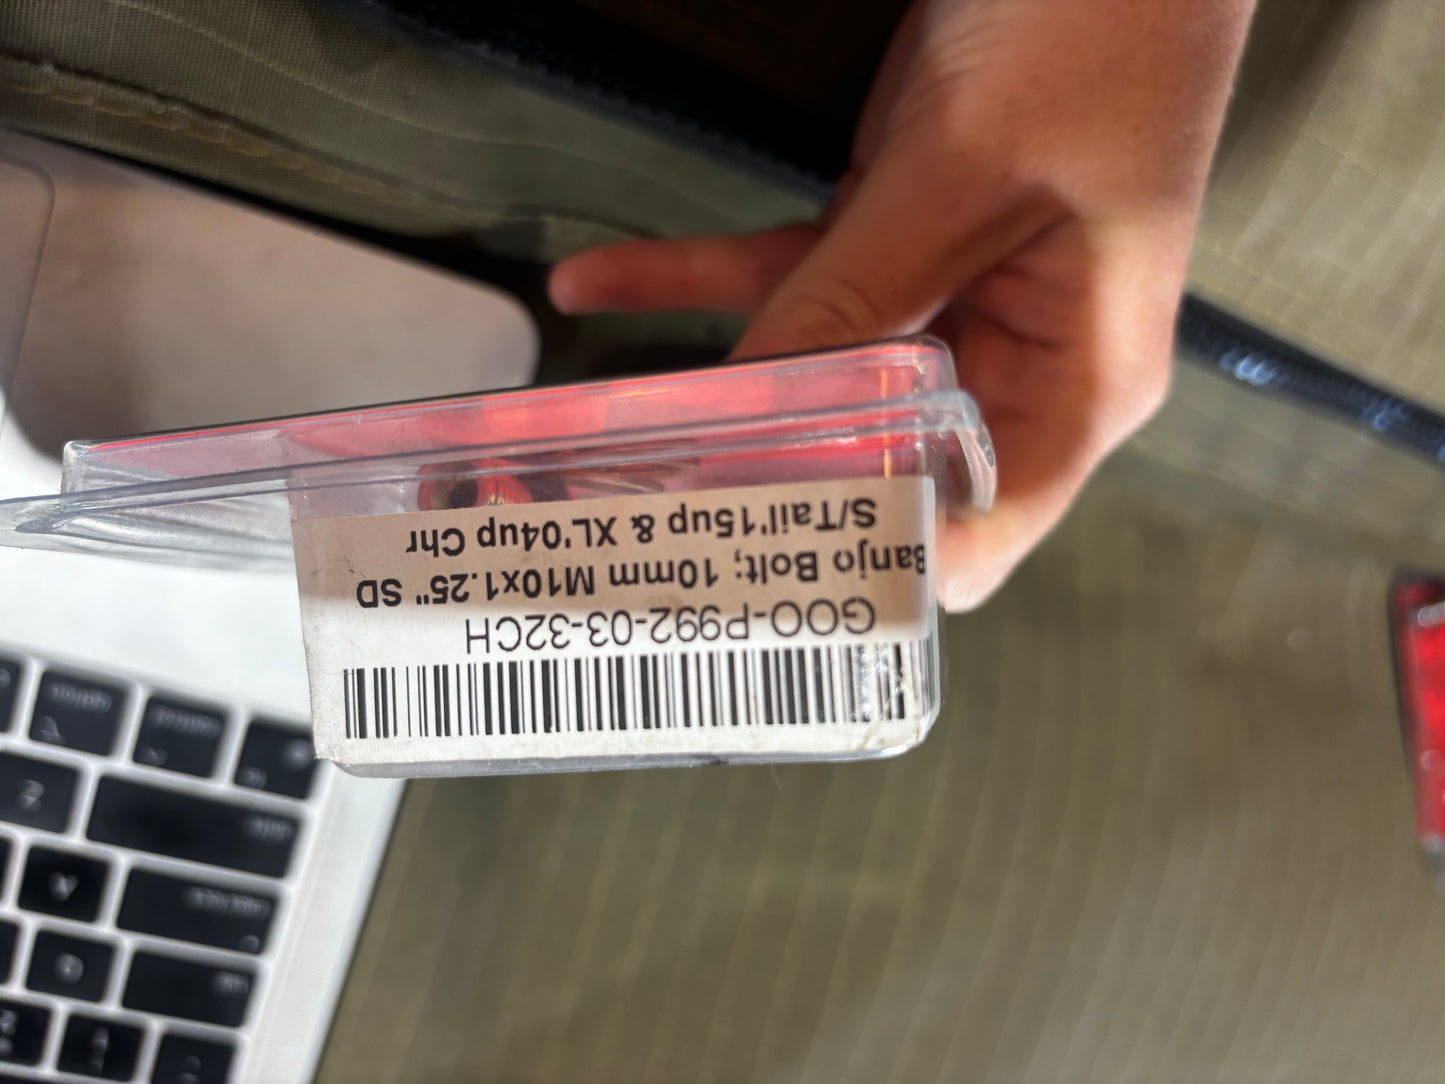 S/Tail'15up & XL'04up Chr
Banjo Bolt; 10mm M10x1.25" SD
GOO-P992-03-32CH